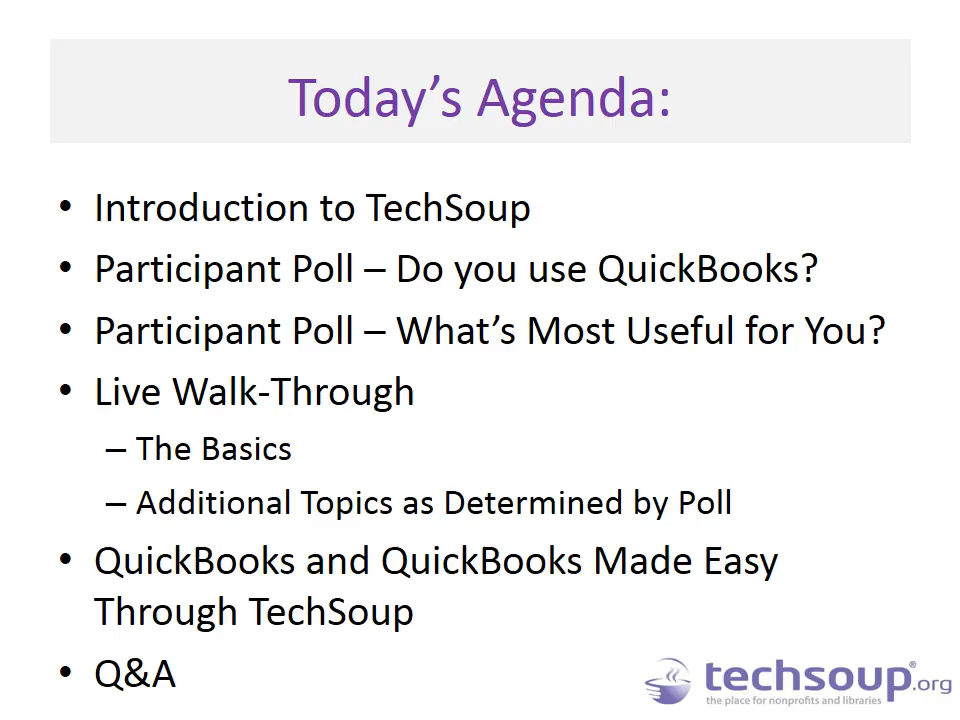 Today’s Agenda:
• Introduction to TechSoup
• Participant Poll – Do you use QuickBooks?
• Participant Poll – What’s Most Useful for You?
• Live Walk-Through
– The Basics
– Additional Topics as Determined by Poll
• QuickBooks and QuickBooks Made Easy
Through TechSoup
• Q&A
techsoup®.org
the place for nonprofits and libraries